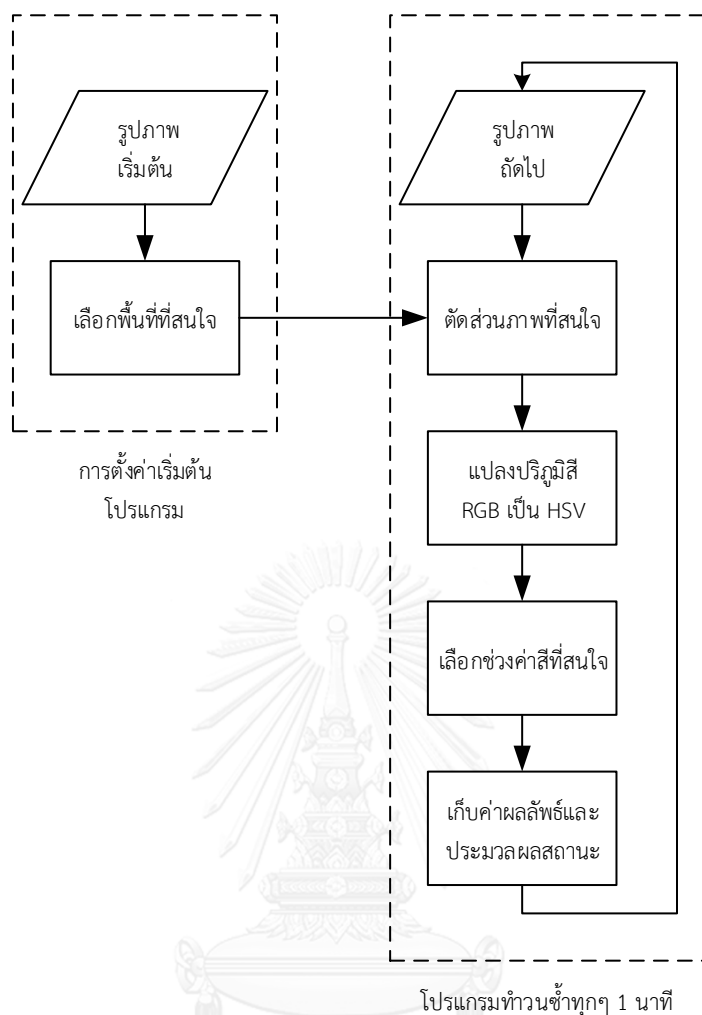 รูปภาพ
เริ่มต้น
เลือกพื้นที่ที่สนใจ
การตั้งค่าเริ่มต้น
โปรแกรม
รูปภาพ
ถัดไป
ตัดส่วนภาพที่สนใจ
แปลงปริภูมิสี
RGB เป็น HSV
เลือกช่วงค่าสีที่สนใจ
เก็บค่าผลลัพธ์และ
ประมวลผลสถานะ
โปรแกรมทำวนซ้ำทุกๆ 1 นาที